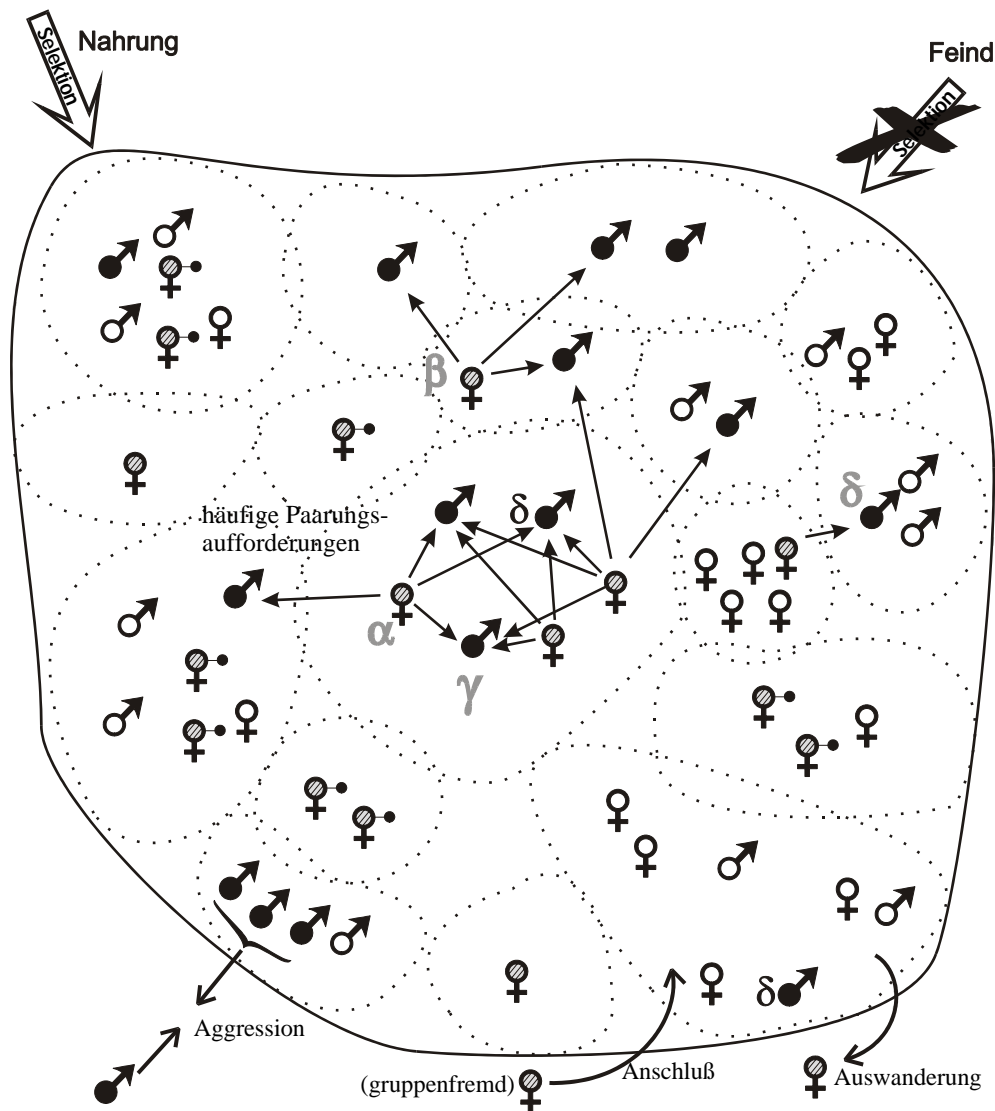 Nahrung
Selektion
Feind
Selektion
β
δ
häufige Paarungs-
aufforderungen
δ
α
γ
δ
Aggression
(gruppenfremd)
Anschluß
Auswanderung